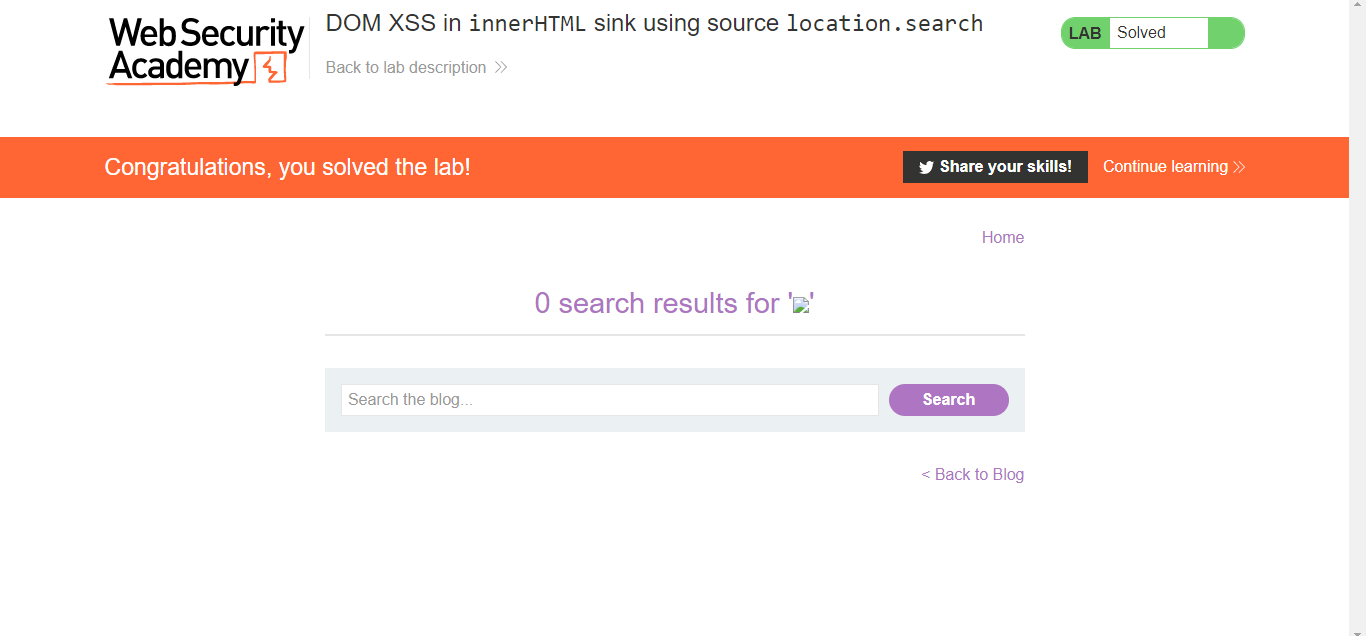 Web Security
Academy
DOM XSS in innerHTML sink using source location.search
Back to lab description
LAB Solved
Congratulations, you solved the lab!
Share your skills!
Continue learning
Home
0 search results for ''
Search the blog...
Search
< Back to Blog